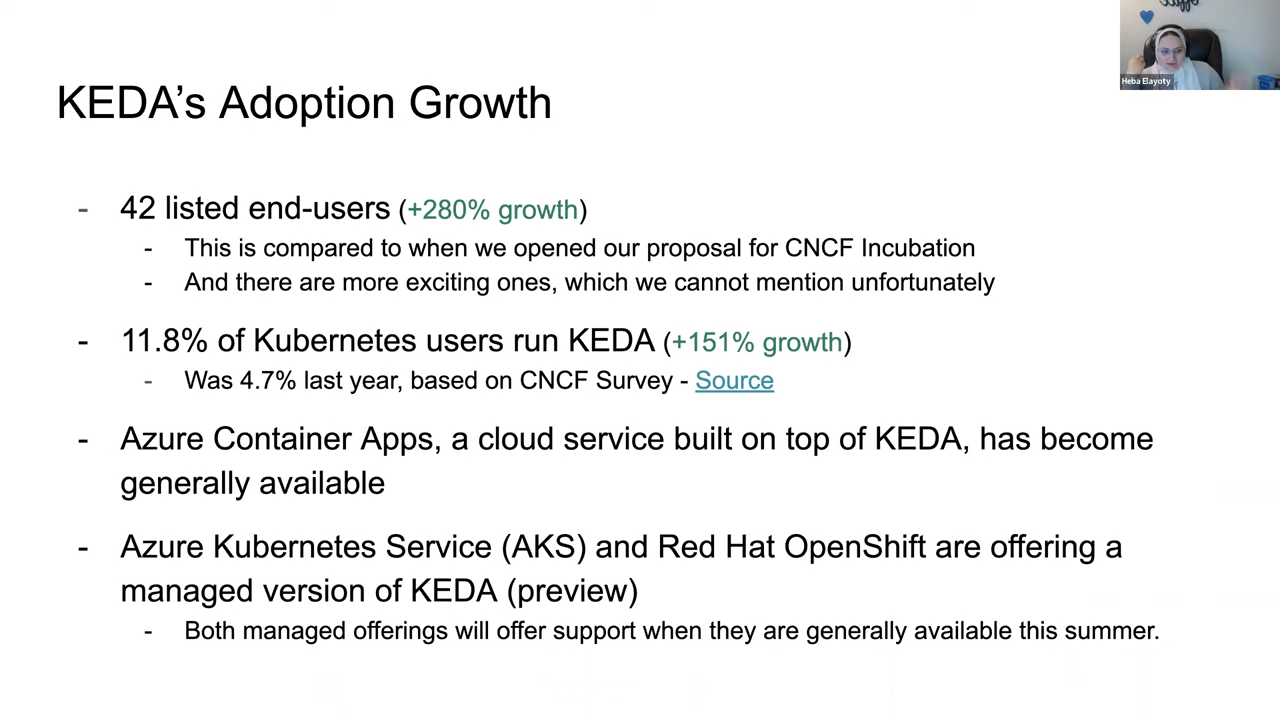 Heba Elayoty
KEDA's Adoption Growth
- 42 listed end-users (+280% growth)
- This is compared to when we opened our proposal for CNCF Incubation
- And there are more exciting ones, which we cannot mention unfortunately
- 11.8% of Kubernetes users run KEDA (+151% growth)
- Was 4.7% last year, based on CNCF Survey - Source
- Azure Container Apps, a cloud service built on top of KEDA, has become
generally available
- Azure Kubernetes Service (AKS) and Red Hat OpenShift are offering a
managed version of KEDA (preview)
- Both managed offerings will offer support when they are generally available this summer.